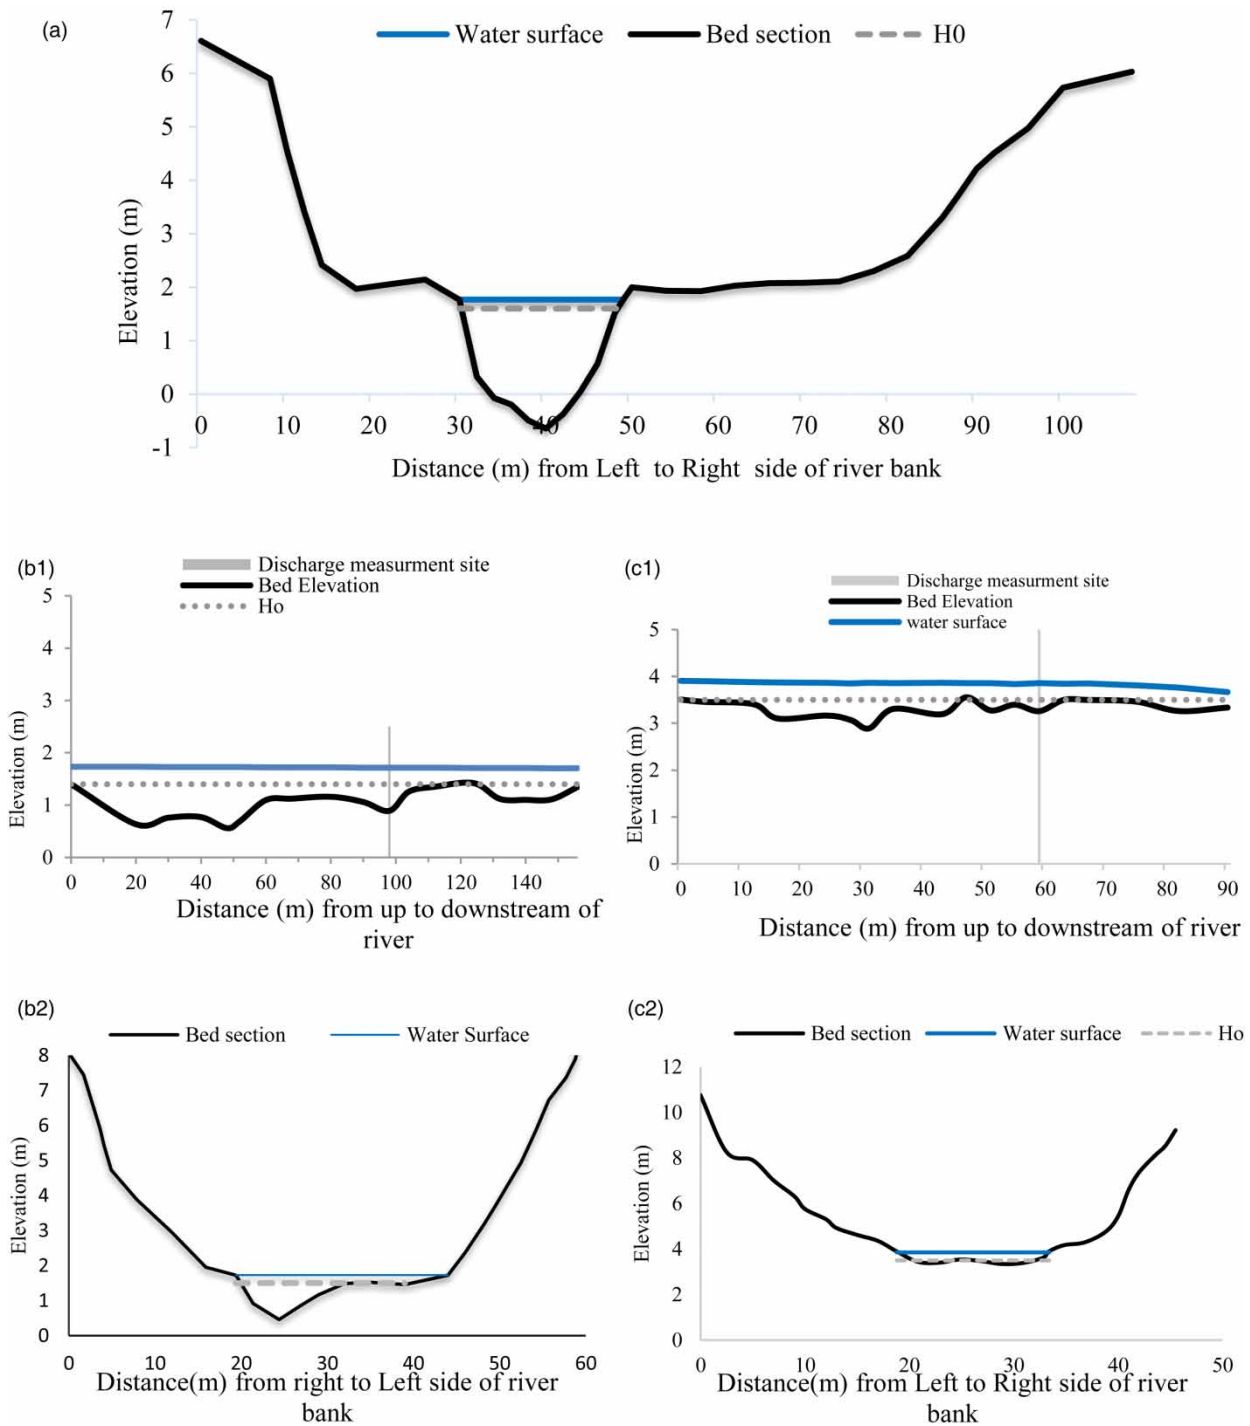 (a)
Water surface Bed section H0
7
6
5
4
3
2
1
0
-1
Elevation (m)
0 10 20 30 40 50 60 70 80 90 100
Distance (m) from Left to Right side of river bank
(b1)
Discharge measurment site
Bed Elevation
Ho
5
4
3
2
1
0
Elevation (m)
0 20 40 60 80 100 120 140
Distance (m) from up to downstream of
river
(c1)
Discharge measurment site
Bed Elevation
water surface
5
4
3
2
1
0
Elevation (m)
0 10 20 30 40 50 60 70 80 90
Distance (m) from up to downstream of river
(b2)
Bed section Water Surface
8
7
6
5
4
3
2
1
0
Elevation (m)
0 10 20 30 40 50 60
Distance(m) from right to Left side of river
bank
(c2)
Bed section Water surface Ho
12
10
8
6
4
2
0
Elevation (m)
0 10 20 30 40 50
Distance(m) from Left to Right side of river
bank